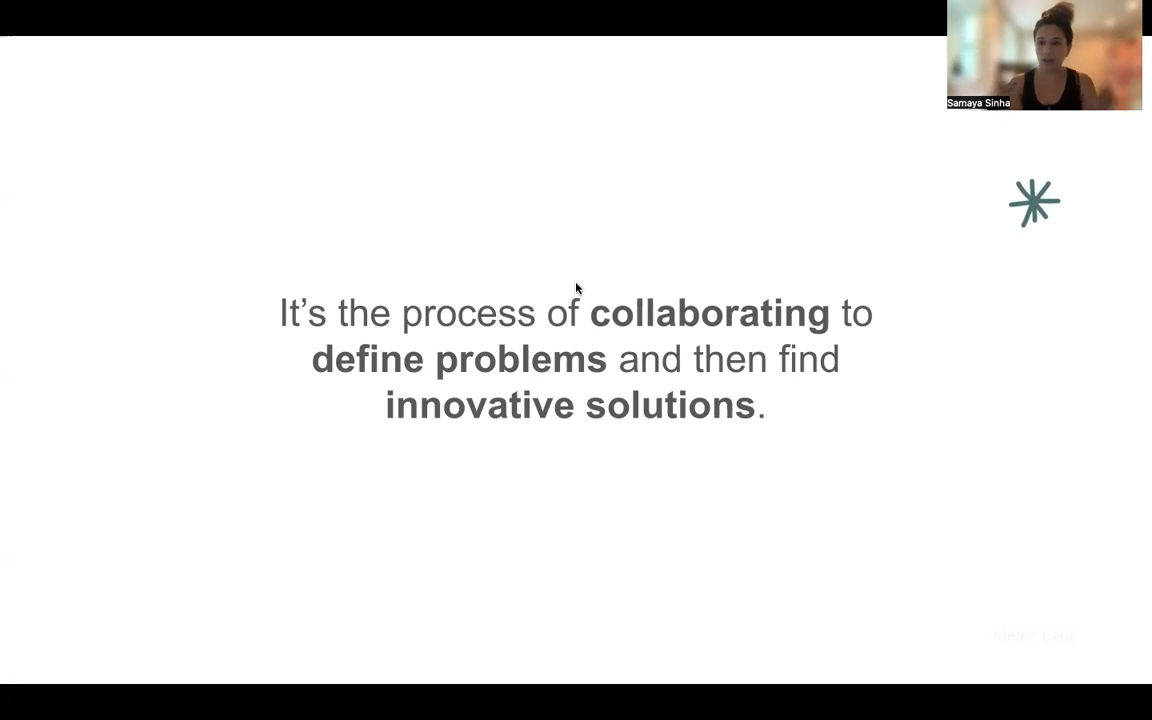 Samaya Sinha
It's the process of collaborating to
define problems and then find
innovative solutions.